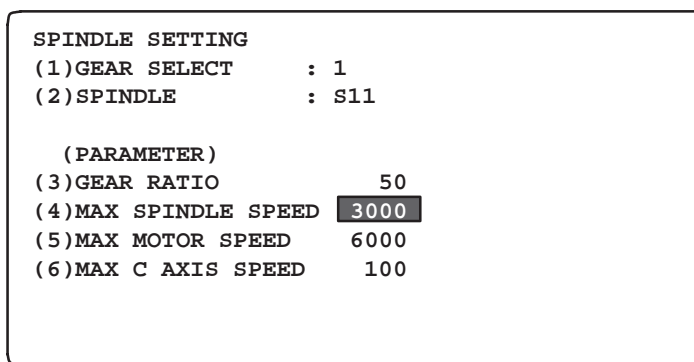 SPINDLE SETTING
(1)GEAR SELECT : 1
(2)SPINDLE : S11
(PARAMETER)
(3)GEAR RATIO 50
(4)MAX SPINDLE SPEED 3000
(5)MAX MOTOR SPEED 6000
(6)MAX C AXIS SPEED 100